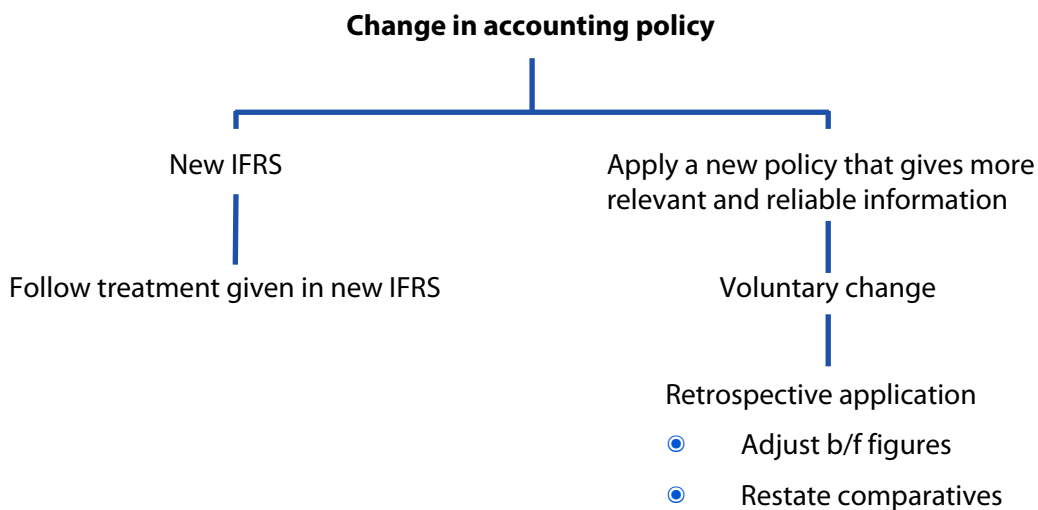 Change in accounting policy
New IFRS
Apply a new policy that gives more
relevant and reliable information
Follow treatment given in new IFRS
Voluntary change
Retrospective application
Adjust b/f figures
Restate comparatives